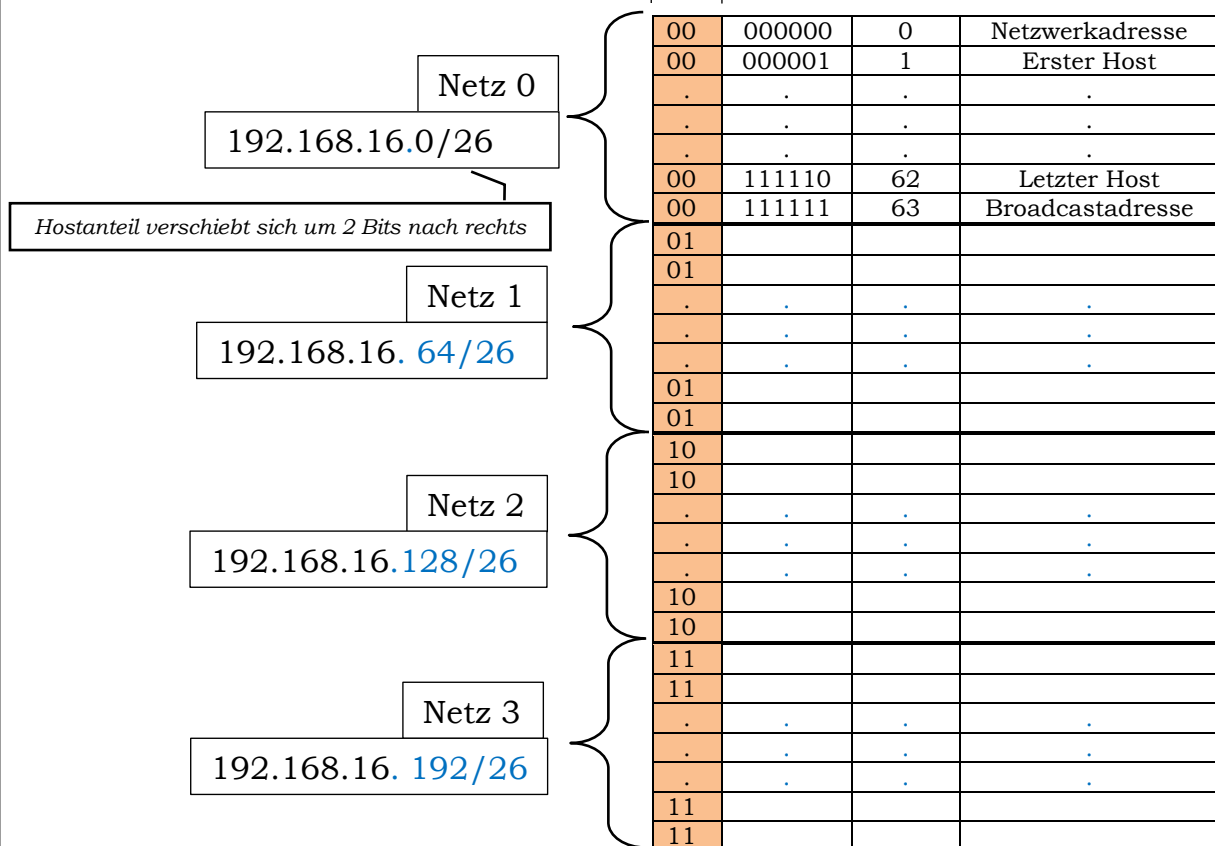 00 000000 0 Netzwerkadresse
00 000001 1 Erster Host
. . . .
. . . .
. . . .
00 111110 62 Letzter Host
00 111111 63 Broadcastadresse
Netz 0
192.168.16.0/26
Hostanteil verschiebt sich um 2 Bits nach rechts
01
01
. . . .
. . . .
. . . .
01
01
Netz 1
192.168.16. 64/26
10
10
. . . .
. . . .
. . . .
10
10
Netz 2
192.168.16.128/26
11
11
. . . .
. . . .
. . . .
11
11
Netz 3
192.168.16. 192/26